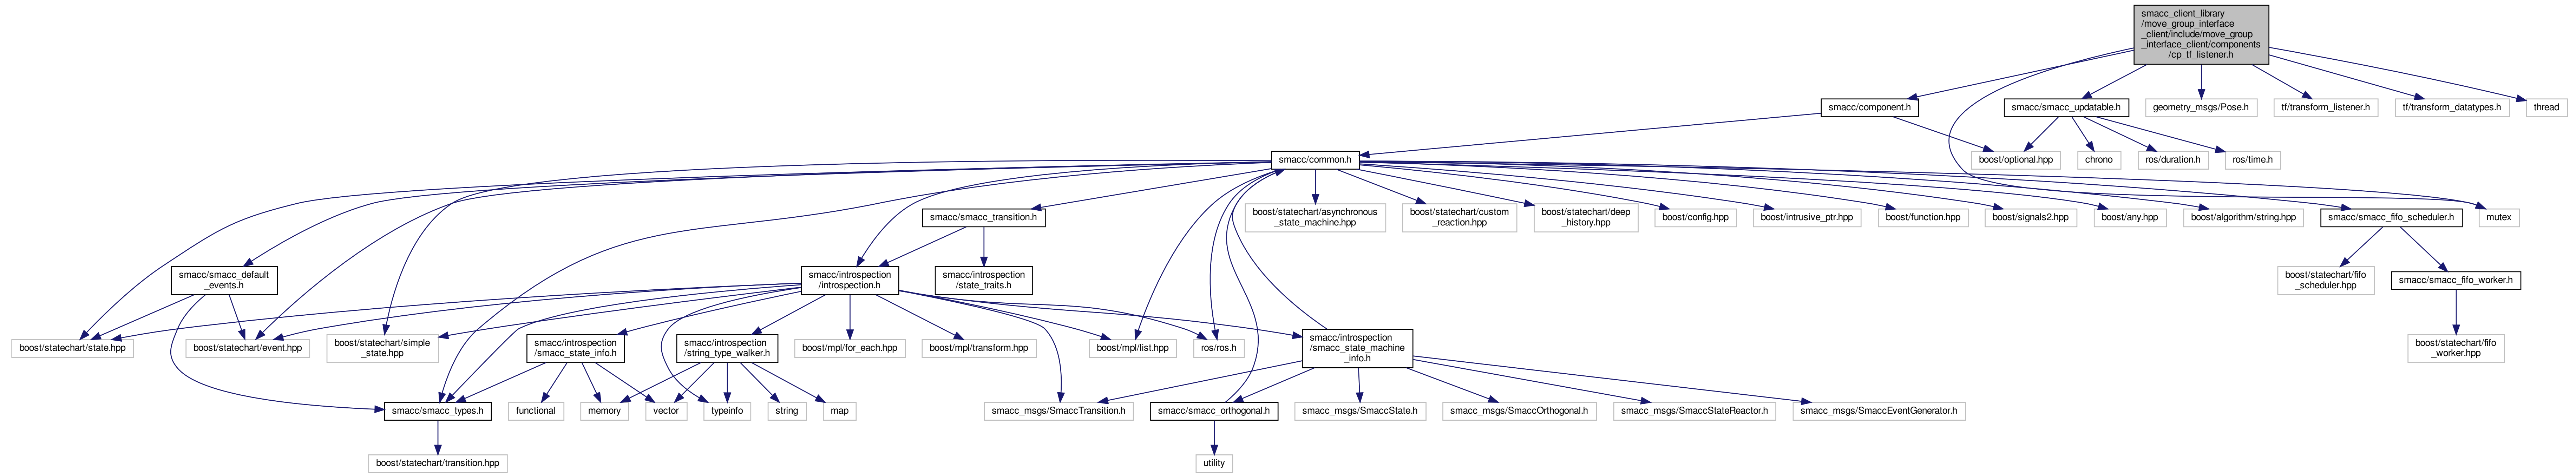 smacc_client_library
/move_group_interface
_client/include/move_group
_interface_client/components
/cp_tf_listener.h
smacc/component.h
smacc/smacc_updatable.h
geometry_msgs/Pose.h
tf/transform_listener.h
tf/transform_datatypes.h
thread
smacc/common.h
boost/optional.hpp
chrono
ros/duration.h
ros/time.h
smacc/smacc_transition.h
boost/statechart/asynchronous
_state_machine.hpp
boost/statechart/custom
_reaction.hpp
boost/statechart/deep
_history.hpp
boost/config.hpp
boost/intrusive_ptr.hpp
boost/function.hpp
boost/signals2.hpp
boost/any.hpp
boost/algorithm/string.hpp
smacc/smacc_fifo_scheduler.h
mutex
smacc/smacc_default
_events.h
smacc/introspection
/introspection.h
smacc/introspection
/state_traits.h
boost/statechart/fifo
_scheduler.hpp
smacc/smacc_fifo_worker.h
boost/statechart/state.hpp
boost/statechart/event.hpp
boost/statechart/simple
_state.hpp
smacc/introspection
/smacc_state_info.h
smacc/introspection
/string_type_walker.h
boost/mpl/for_each.hpp
boost/mpl/transform.hpp
boost/mpl/list.hpp
ros/ros.h
smacc/introspection
/smacc_state_machine
_info.h
boost/statechart/fifo
_worker.hpp
smacc/smacc_types.h
functional
memory
vector
typeinfo
string
map
smacc_msgs/SmaccTransition.h
smacc/smacc_orthogonal.h
smacc_msgs/SmaccState.h
smacc_msgs/SmaccOrthogonal.h
smacc_msgs/SmaccStateReactor.h
smacc_msgs/SmaccEventGenerator.h
boost/statechart/transition.hpp
utility